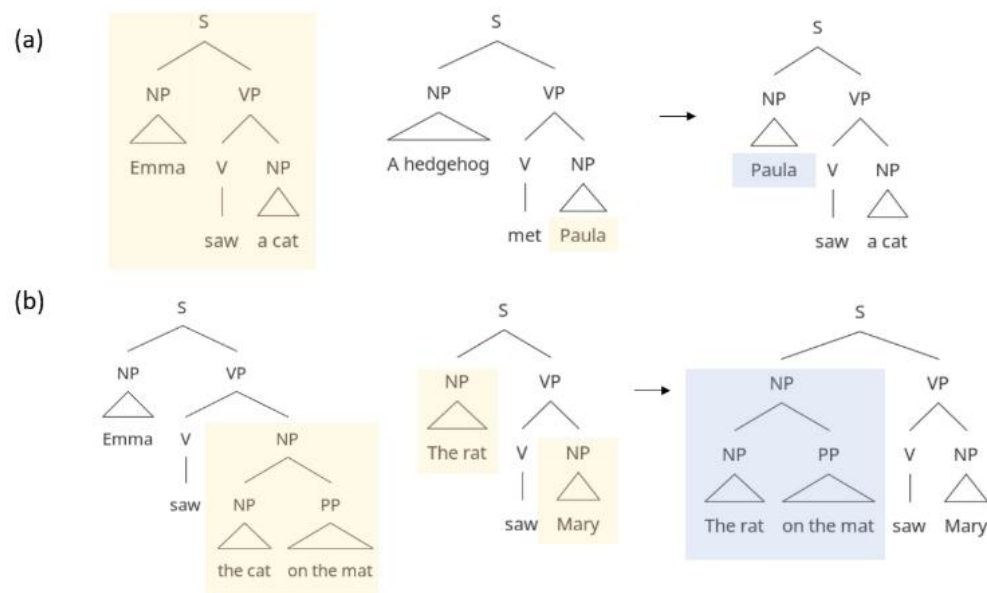 (a)
S S S
NP VP NP VP NP VP
Emma V NP A hedgehog V NP Paula V NP
saw a cat met Paula saw a cat
(b)
S S S
NP VP NP VP NP VP
Emma V NP The rat V NP NP PP V NP
saw NP PP saw Mary The rat on the mat saw Mary
the cat on the mat